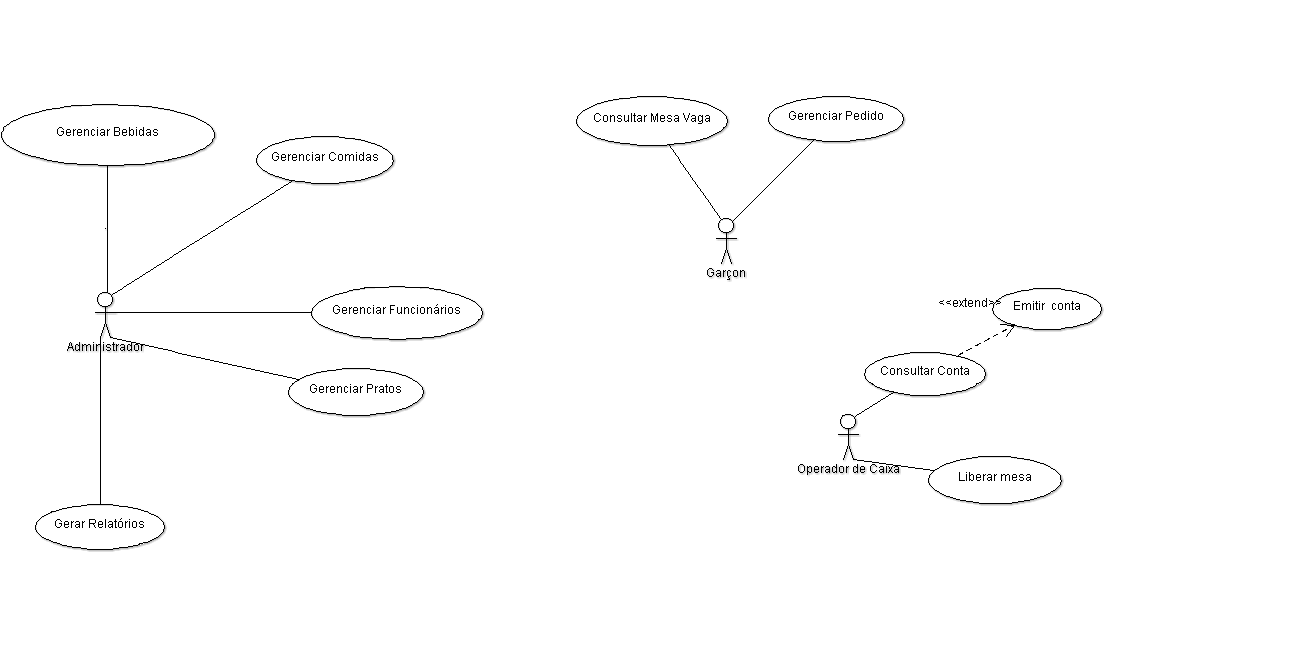 Gerenciar Bebidas
Gerenciar Comidas
Gerenciar Funcionários
Administrador
Gerenciar Pratos
Gerar Relatórios
Consultar Mesa Vaga
Gerenciar Pedido
Garçon
<<extend>>
Emitir conta
Consultar Conta
Operador de Caixa
Liberar mesa